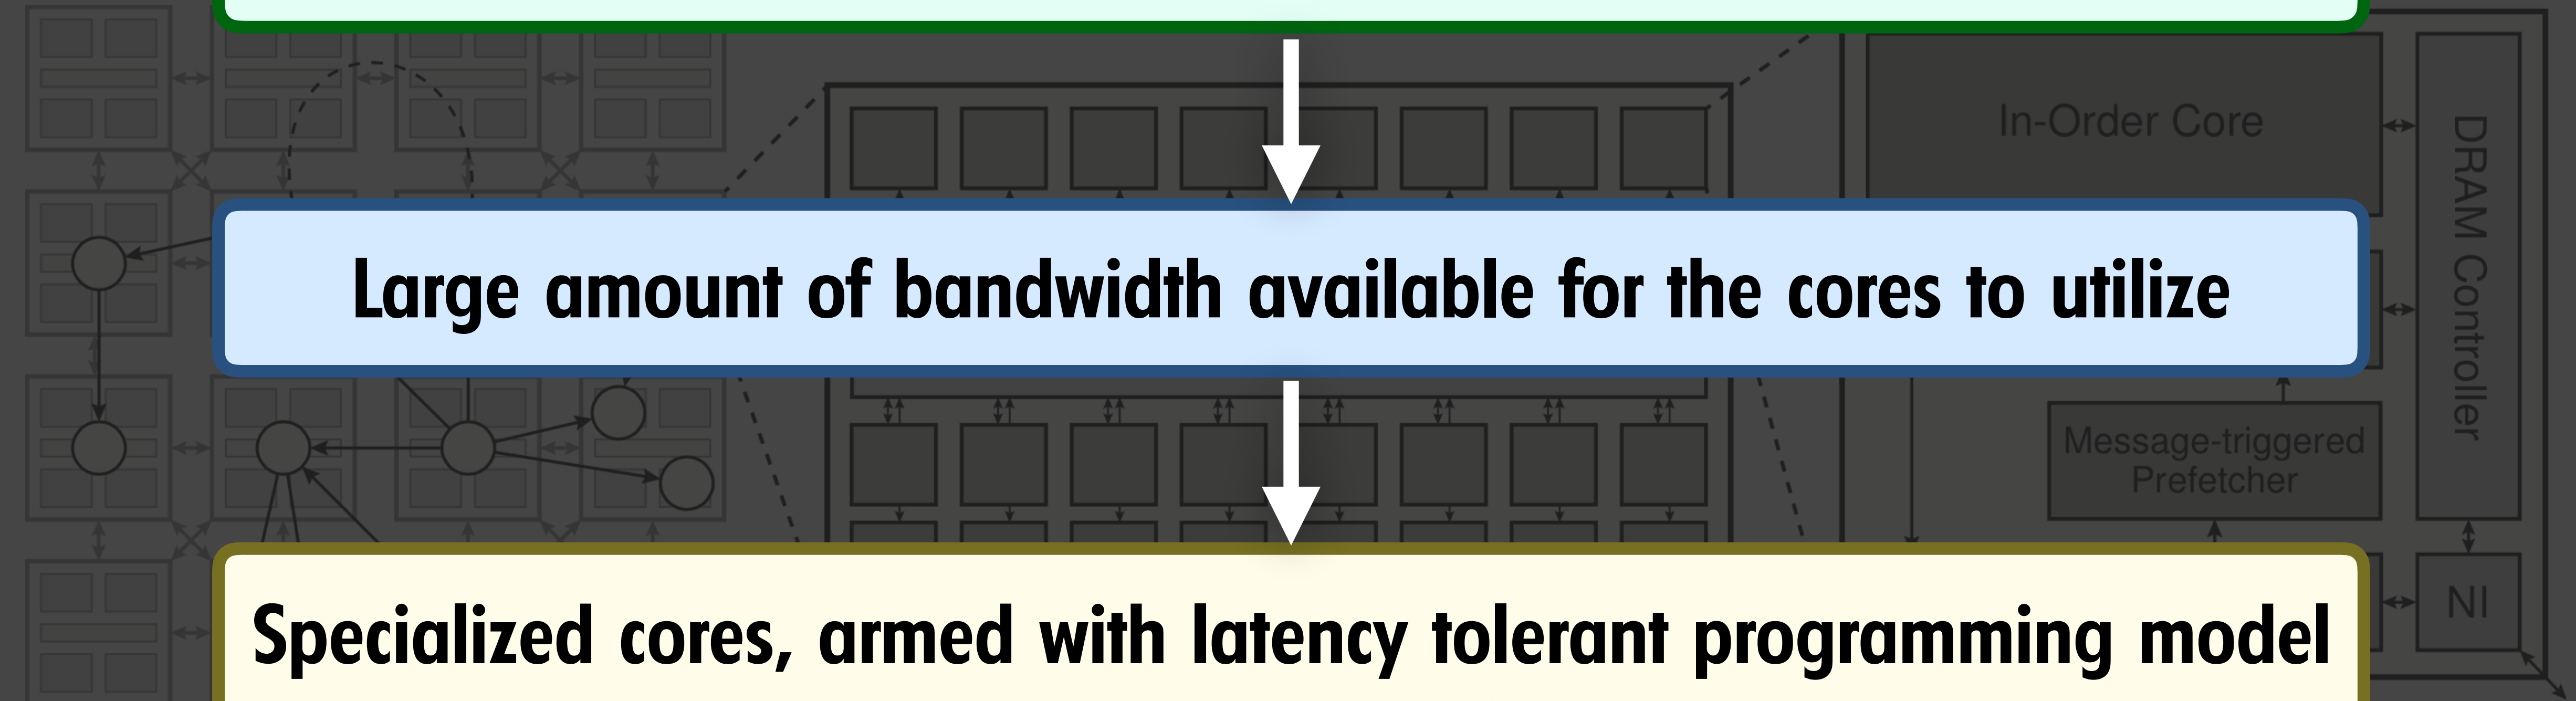 In-Order Core
DRAM Controller
Large amount of bandwidth available for the cores to utilize
Message-triggered
Prefetcher
NI
Specialized cores, armed with latency tolerant programming model